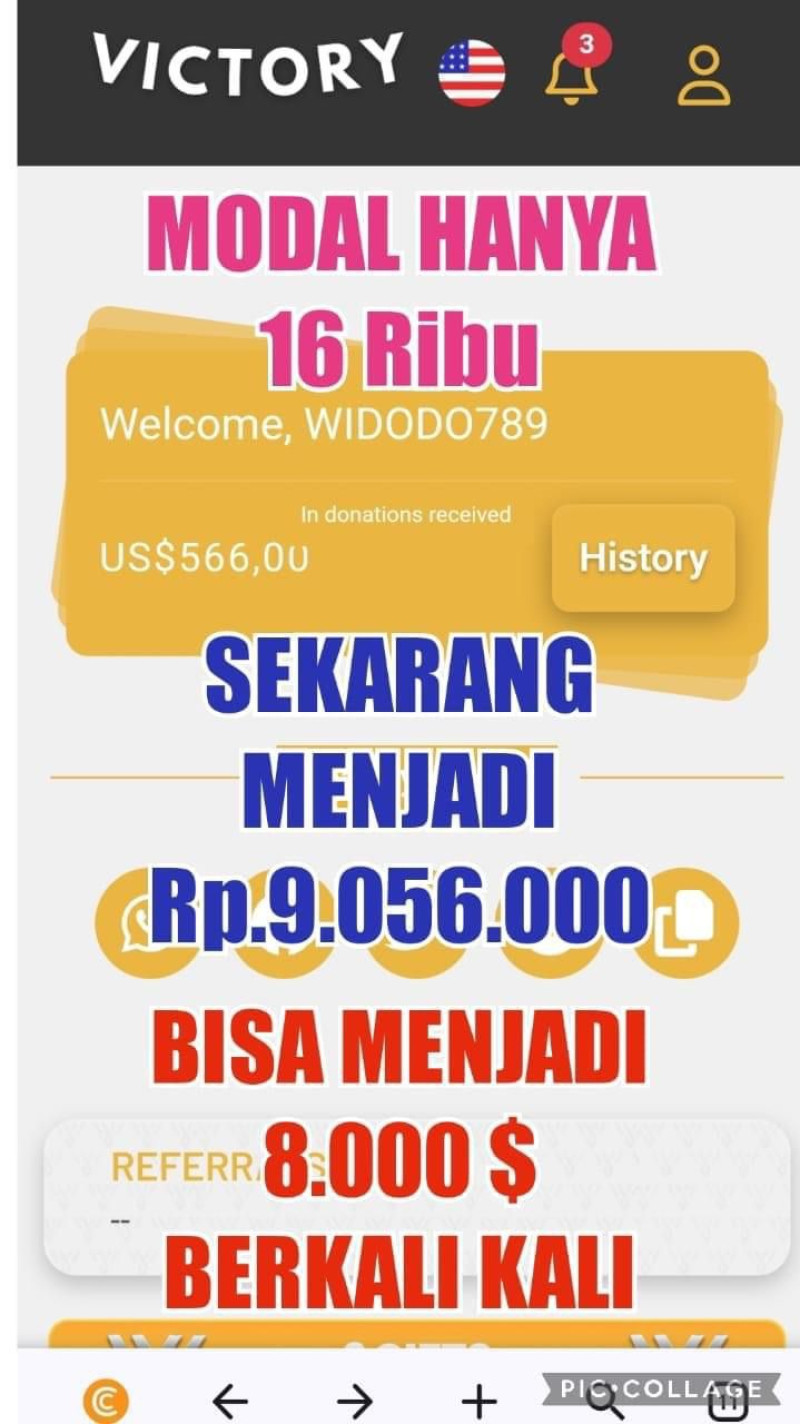 VICTORY
3
MODAL HANYA
16 Ribu
Welcome, WIDODO789
In donations received
US$566,00
History
SEKARANG
MENJADI
Rp.9.056.000
BISA MENJADI
8.000 $
BERKALI KALI
--
PIC•COLLAGE
11